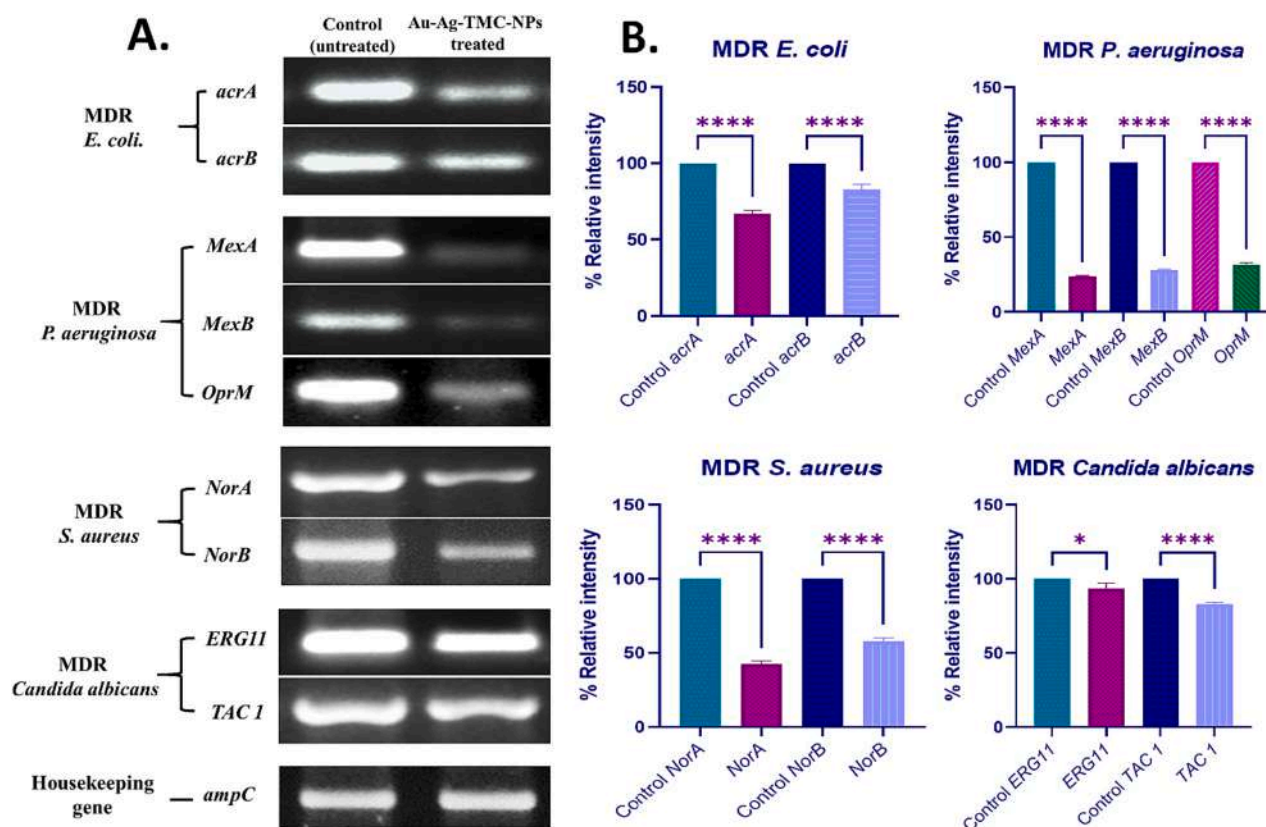 A.
Control
(untreated)
Au-Ag-TMC-NPs
treated
MDR
E. coli.
acrA
acrB
MDR
P. aeruginosa
MexA
MexB
OprM
MDR
S. aureus
NorA
NorB
MDR
Candida albicans
ERG11
TAC 1
Housekeeping
gene
ampC
B.
MDR E. coli
% Relative intensity
150
100
50
0
****
****
Control acrA
acrA
Control acrB
acrB
MDR P. aeruginosa
% Relative intensity
150
100
50
0
****
****
****
Control MexA
MexA
Control MexB
MexB
Control OprM
OprM
MDR S. aureus
% Relative intensity
150
100
50
0
****
****
Control NorA
NorA
Control NorB
NorB
MDR Candida albicans
% Relative intensity
150
100
50
0
*
****
Control ERG11
ERG11
Control TAC 1
TAC 1